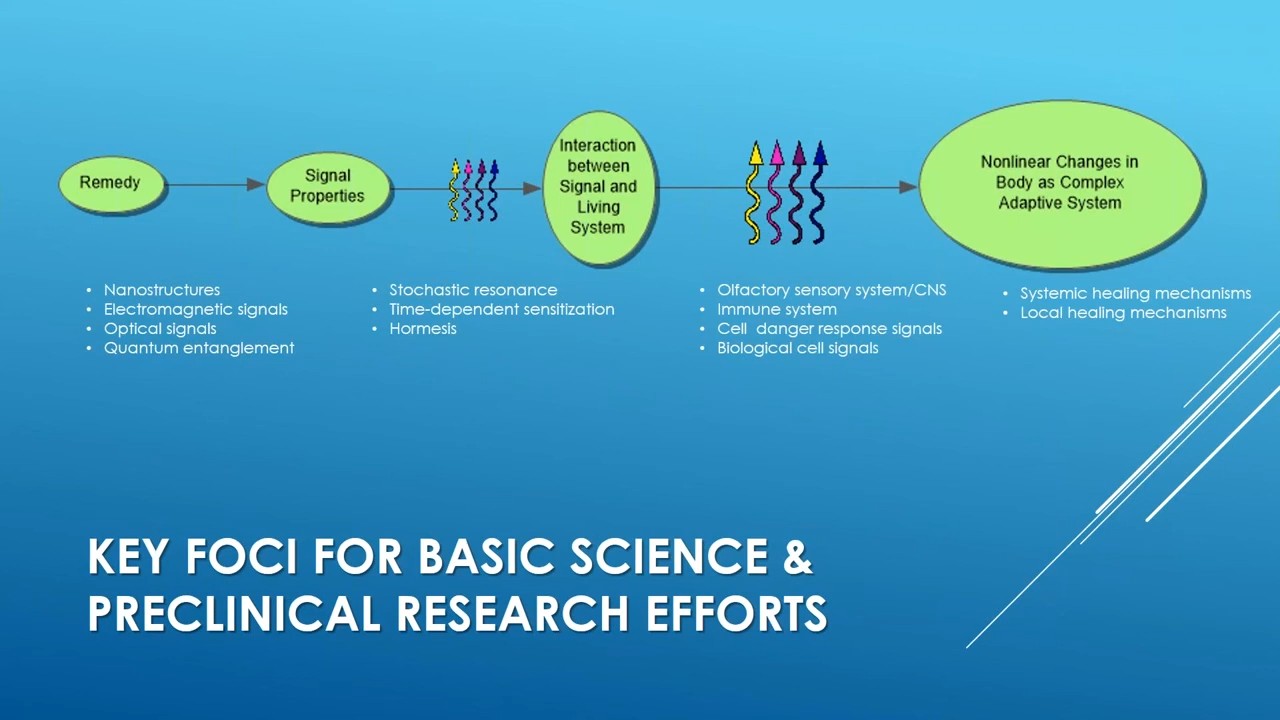 Remedy
Signal
Properties
Interaction
between
Signal and
Living
System
Nonlinear Changes in
Body as Complex
Adaptive System
• Nanostructures
• Electromagnetic signals
• Optical signals
• Quantum entanglement
• Stochastic resonance
• Time-dependent sensitization
• Hormesis
• Olfactory sensory system/CNS
• Immune system
• Cell danger response signals
• Biological cell signals
• Systemic healing mechanisms
• Local healing mechanisms
KEY FOCI FOR BASIC SCIENCE &
PRECLINICAL RESEARCH EFFORTS